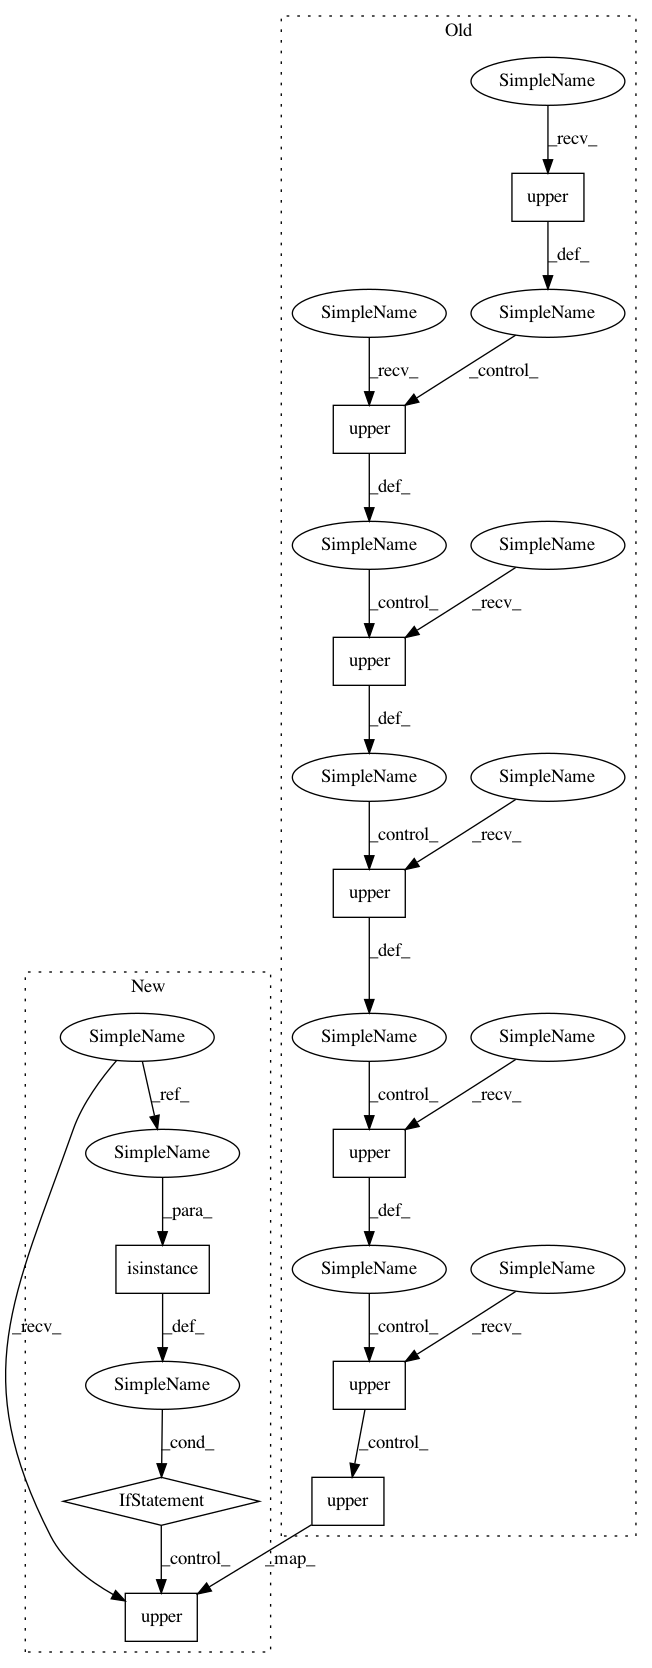 Old
SimpleName
_recv_
upper
_def_
SimpleName SimpleName
_recv_ _control_
upper
_def_
SimpleName SimpleName
_control_ _recv_
upper
_def_
SimpleName SimpleName
_control_ _recv_
upper
_def_
New
SimpleName SimpleName SimpleName
_ref_ _control_ _recv_
SimpleName upper
_para_ _def_
isinstance SimpleName SimpleName
_recv_ _def_ _control_ _recv_
SimpleName upper
_cond_ _control_
IfStatement upper
_control_ _map_
upper